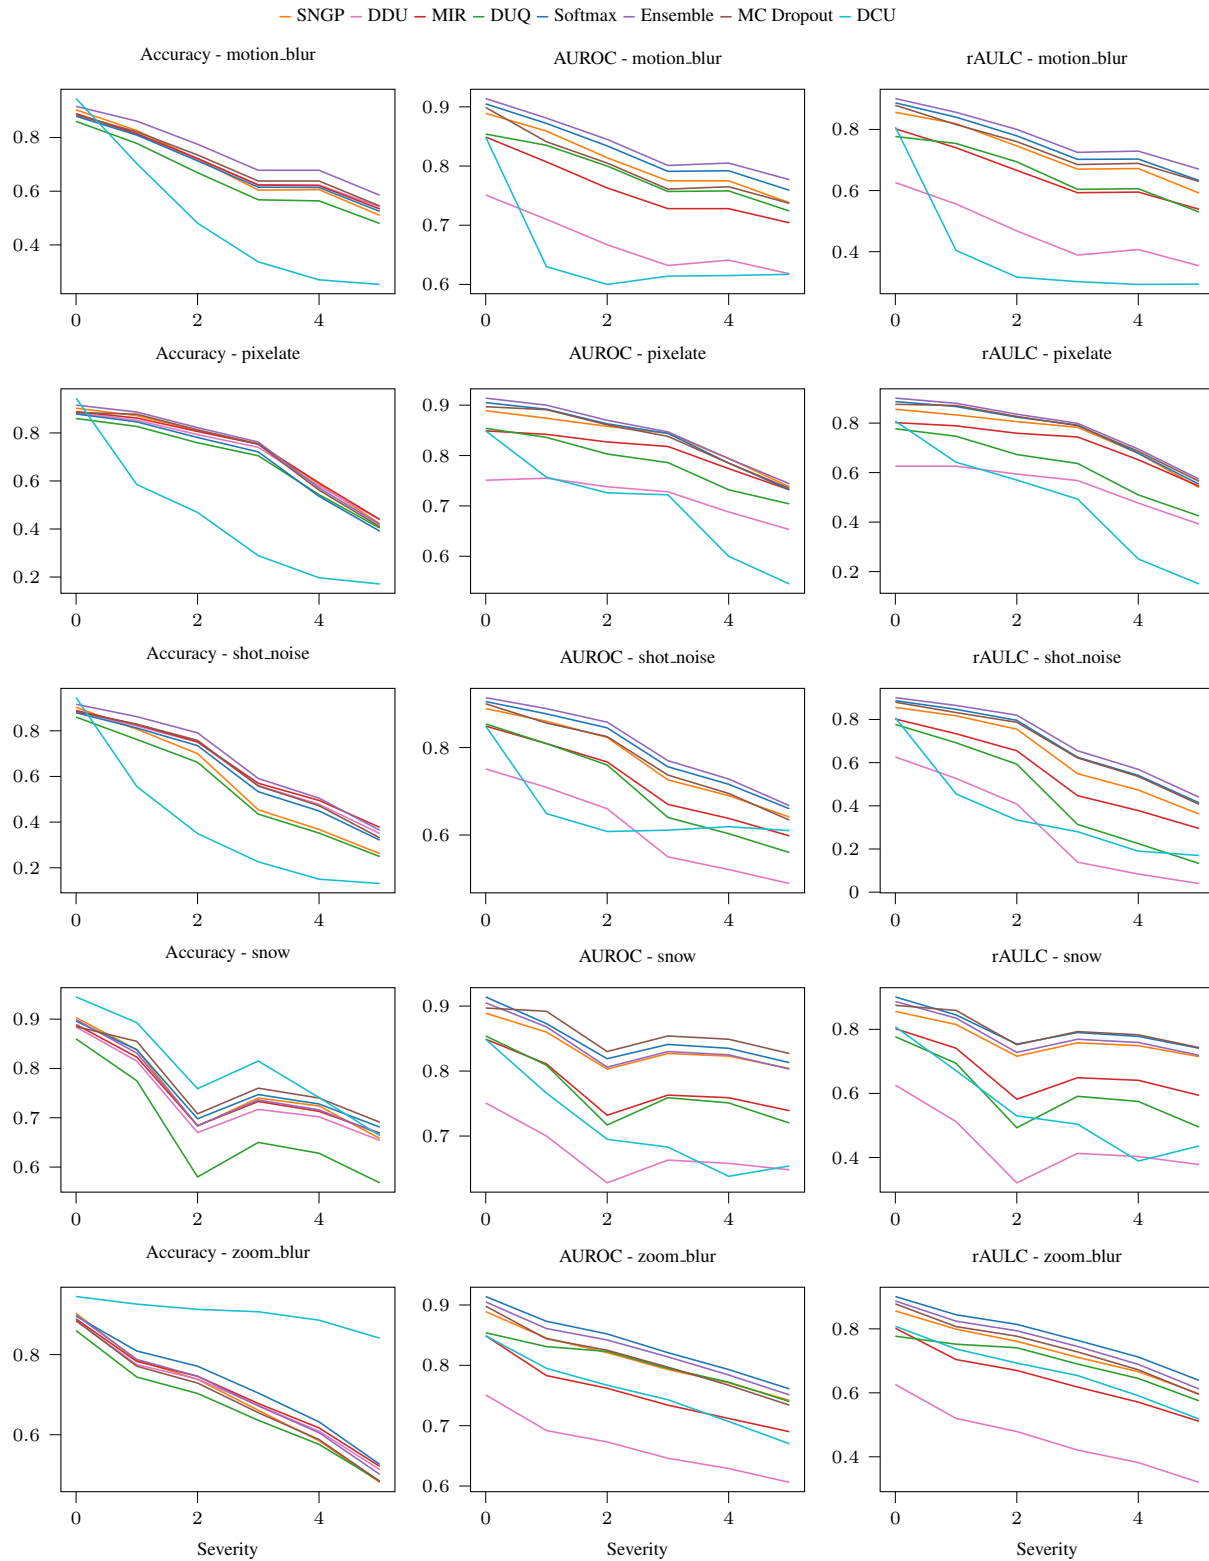 SNGP DDU MIR DUQ Softmax Ensemble MC Dropout DCU
Accuracy - motion_blur
AUROC - motion_blur
rAULC - motion_blur
0.8
0.6
0.4
0 2 4
0.9
0.8
0.7
0.6
0 2 4
0.8
0.6
0.4
0 2 4
Accuracy - pixelate
AUROC - pixelate
rAULC - pixelate
0.8
0.6
0.4
0.2
0 2 4
0.9
0.8
0.7
0.6
0 2 4
0.8
0.6
0.4
0.2
0 2 4
Accuracy - shot_noise
AUROC - shot_noise
rAULC - shot_noise
0.8
0.6
0.4
0.2
0 2 4
0.8
0.6
0 2 4
0.8
0.6
0.4
0.2
0
0 2 4
Accuracy - snow
AUROC - snow
rAULC - snow
0.9
0.8
0.7
0.6
0 2 4
0.9
0.8
0.7
0 2 4
0.8
0.6
0.4
0 2 4
Accuracy - zoom_blur
AUROC - zoom_blur
rAULC - zoom_blur
0.8
0.6
0 2 4
Severity
0.9
0.8
0.7
0.6
0 2 4
Severity
0.8
0.6
0.4
0 2 4
Severity